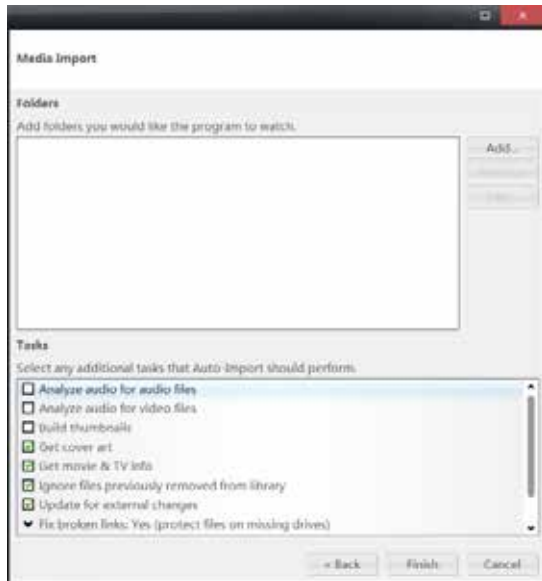 Media Import
Folders
Add folders you would like the program to watch.
Add...
Tasks
Select any additional tasks that Auto-Import should perform.
Analyze audio for audio files
Analyze audio for video files
Build thumbnails
Get cover art
Get movie & TV info
Ignore files previously removed from library
Update for external changes
Fix broken links: Yes (protect files on missing drives)
< Back
Finish
Cancel